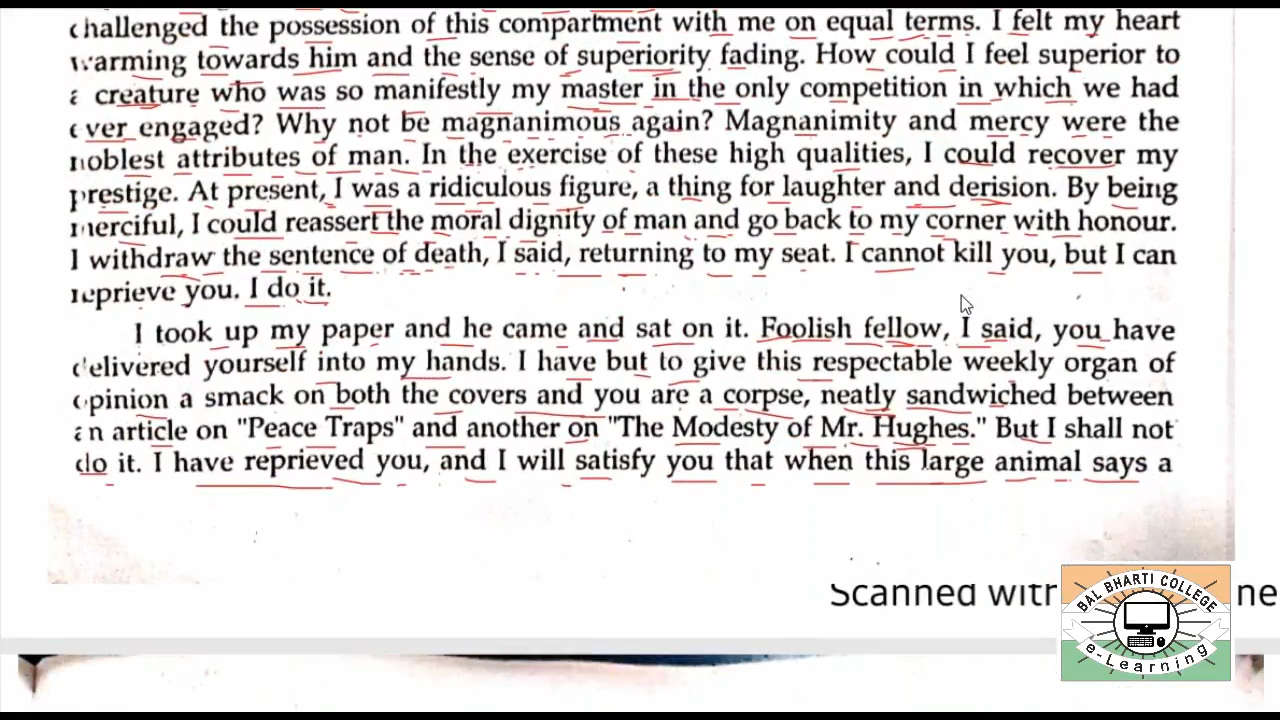 challenged the possession of this compartment with me on equal terms. I felt my heart
warming towards him and the sense of superiority fading. How could I feel superior to
a creature who was so manifestly my master in the only competition in which we had
ever engaged? Why not be magnanimous again? Magnanimity and mercy were the
noblest attributes of man. In the exercise of these high qualities, I could recover my
prestige. At present, I was a ridiculous figure, a thing for laughter and derision. By being
merciful, I could reassert the moral dignity of man and go back to my corner with honour.
I withdraw the sentence of death, I said, returning to my seat. I cannot kill you, but I can
reprieve you. I do it.
I took up my paper and he came and sat on it. Foolish fellow, I said, you have
delivered yourself into my hands. I have but to give this respectable weekly organ of
opinion a smack on both the covers and you are a corpse, neatly sandwiched between
an article on "Peace Traps" and another on "The Modesty of Mr. Hughes." But I shall not
do it. I have reprieved you, and I will satisfy you that when this large animal says a
Scanned with ne
BAL BHARTI COLLEGE
e-Learning